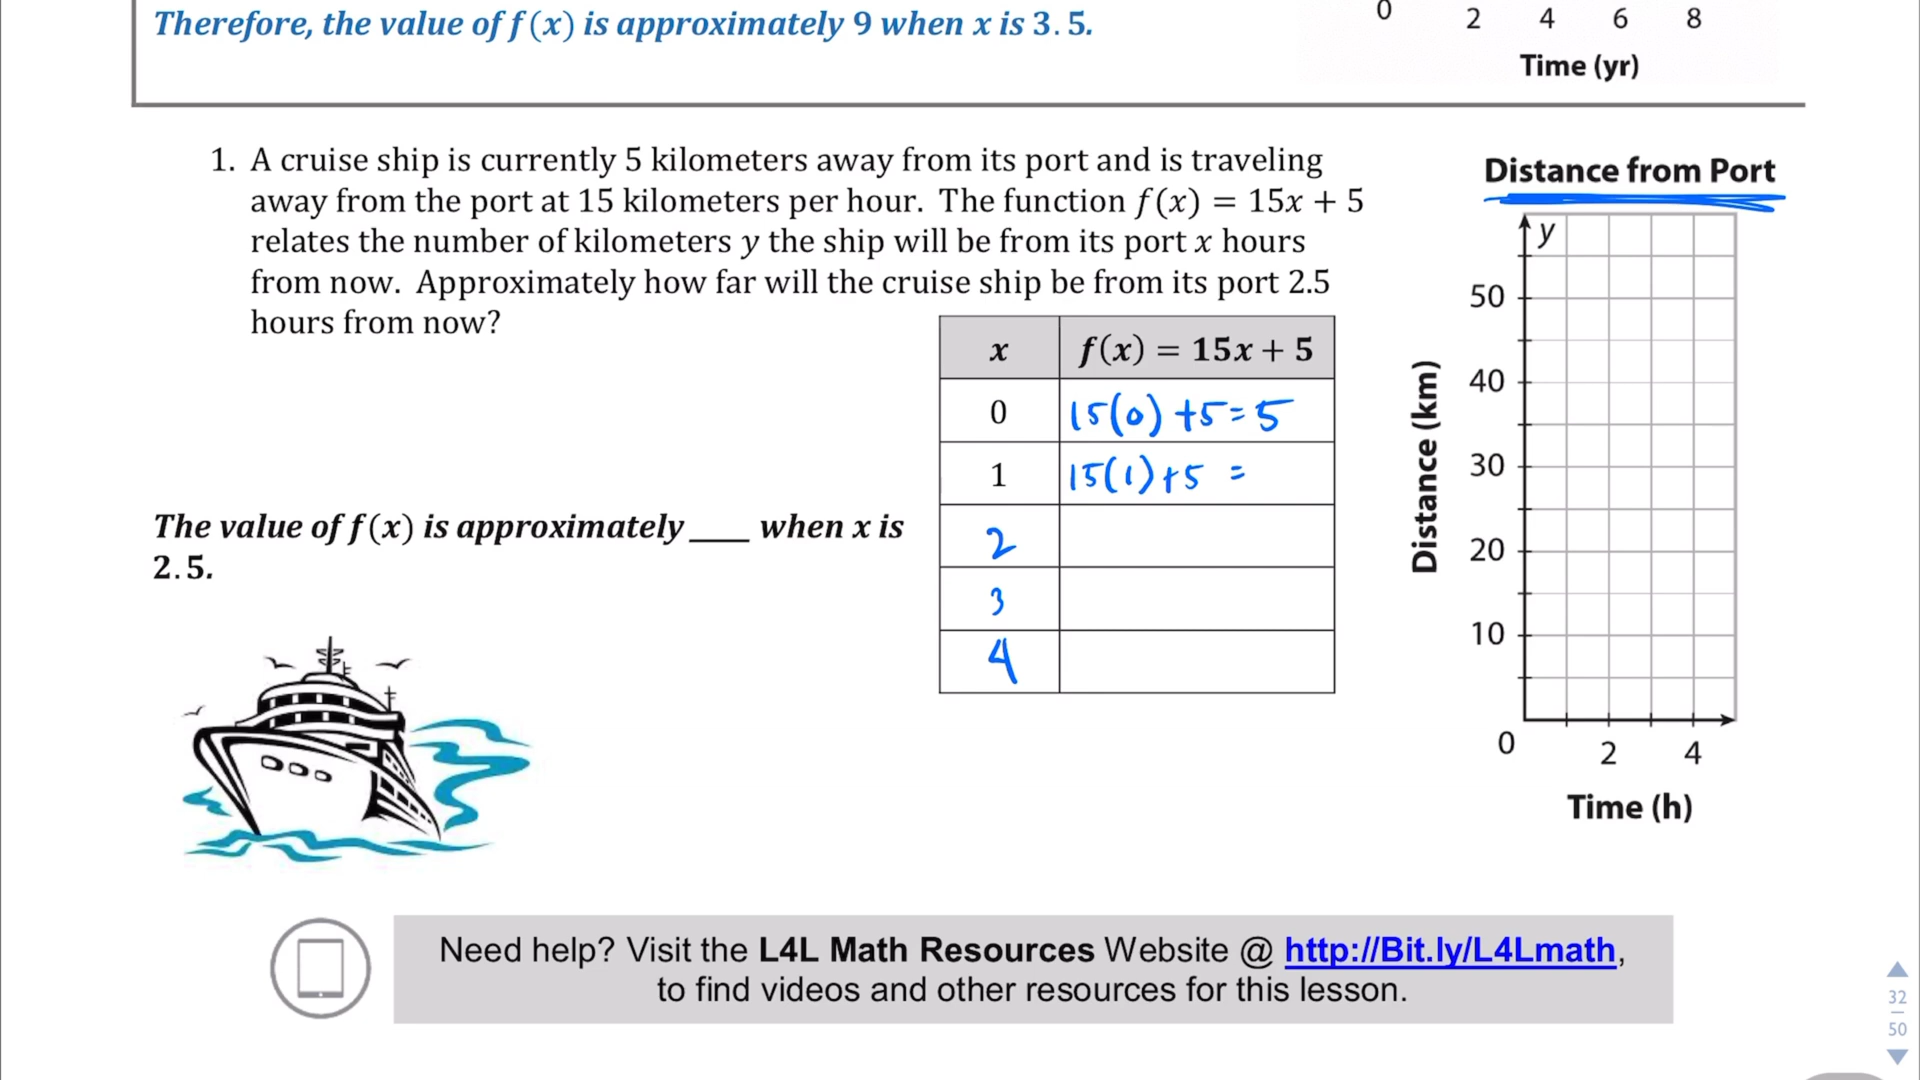 Therefore, the value of f(x) is approximately 9 when x is 3.5.
0 2 4 6 8
Time (yr)
1. A cruise ship is currently 5 kilometers away from its port and is traveling
away from the port at 15 kilometers per hour. The function f(x) = 15x + 5
relates the number of kilometers y the ship will be from its port x hours
from now. Approximately how far will the cruise ship be from its port 2.5
hours from now?
x f(x) = 15x + 5
0 15(0) +5 = 5
1 15(1) +5 =
2
3
4
The value of f(x) is approximately ____ when x is
2.5.
Distance from Port
y
50
40
30
20
10
0 2 4
Distance (km)
Time (h)
Need help? Visit the L4L Math Resources Website @ http://Bit.ly/L4Lmath,
to find videos and other resources for this lesson.
32
50